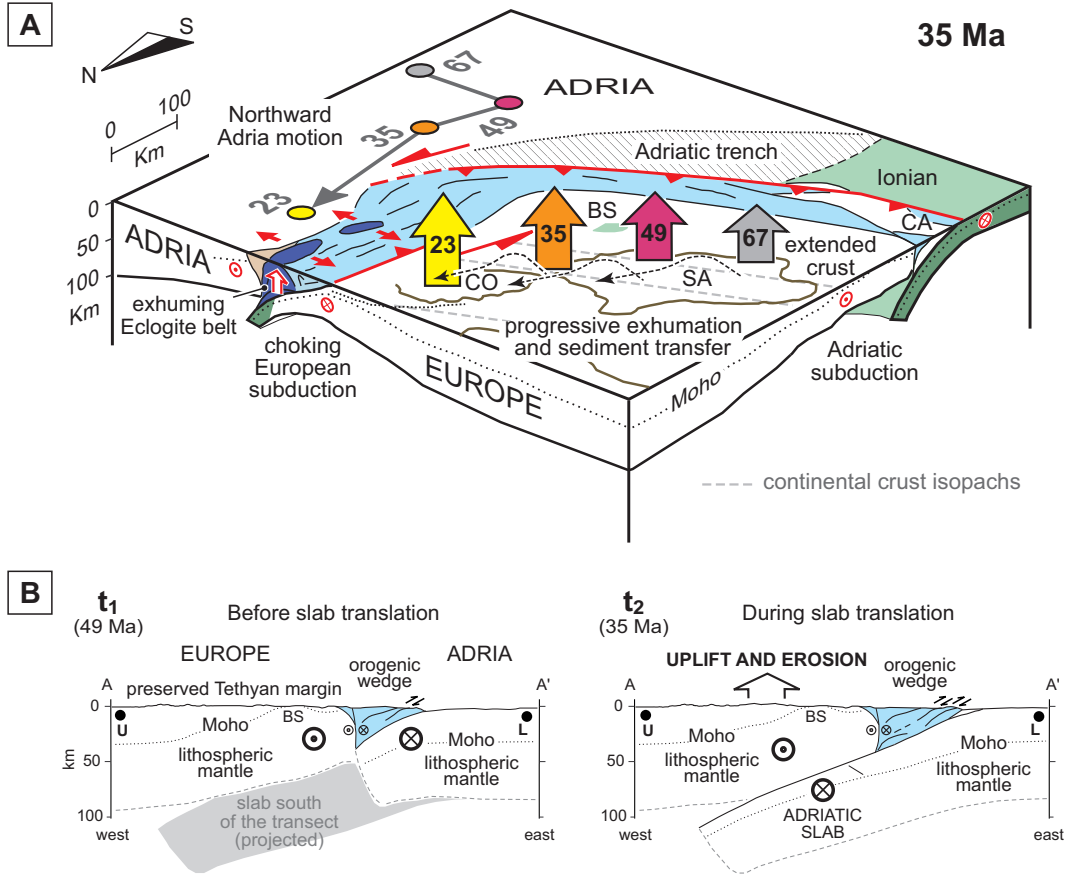 A
S
N
35 Ma
67
ADRIA
Northward
Adria motion
0
100
Km
35
49
Adriatic trench
Ionian
23
0
50
100
Km
ADRIA
BS
CA
23
35
49
67
extended
crust
exhuming
Eclogite belt
CO
SA
choking
European
subduction
progressive exhumation
and sediment transfer
EUROPE
Moho
Adriatic
subduction
continental crust isopachs
B
t1
(49 Ma)
Before slab translation
EUROPE
orogenic
wedge
ADRIA
A
preserved Tethyan margin
A'
0
U
Moho
BS
L
Moho
km
50
lithospheric
mantle
lithospheric
mantle
slab south
of the transect
(projected)
100
west
east
t2
(35 Ma)
During slab translation
UPLIFT AND EROSION
orogenic
wedge
A
A'
0
U
BS
L
Moho
Moho
50
lithospheric
mantle
lithospheric
mantle
ADRIATIC
SLAB
100
west
east